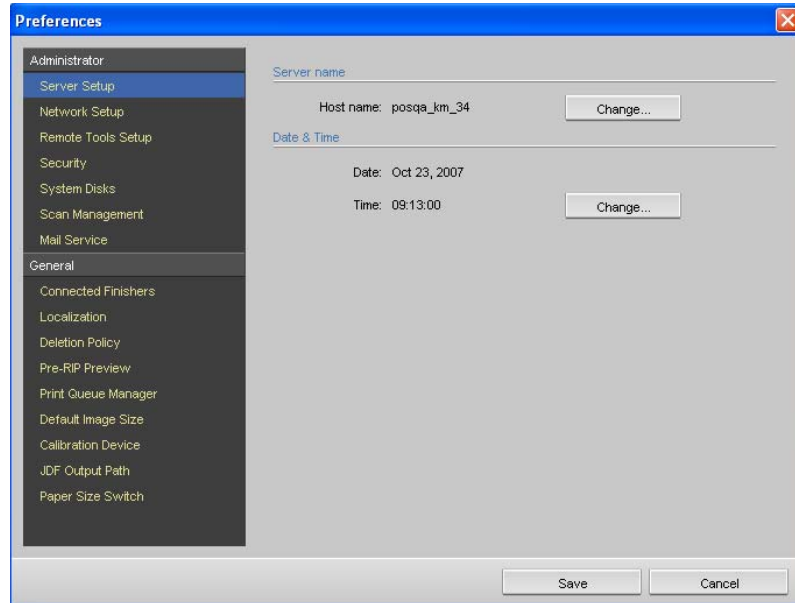 Preferences
Administrator
Server Setup
Network Setup
Remote Tools Setup
Security
System Disks
Scan Management
Mail Service
General
Connected Finishers
Localization
Deletion Policy
Pre-RIP Preview
Print Queue Manager
Default Image Size
Calibration Device
JDF Output Path
Paper Size Switch
Server name
Host name: posqa_km_34 Change...
Date & Time
Date: Oct 23, 2007
Time: 09:13:00 Change...
Save Cancel